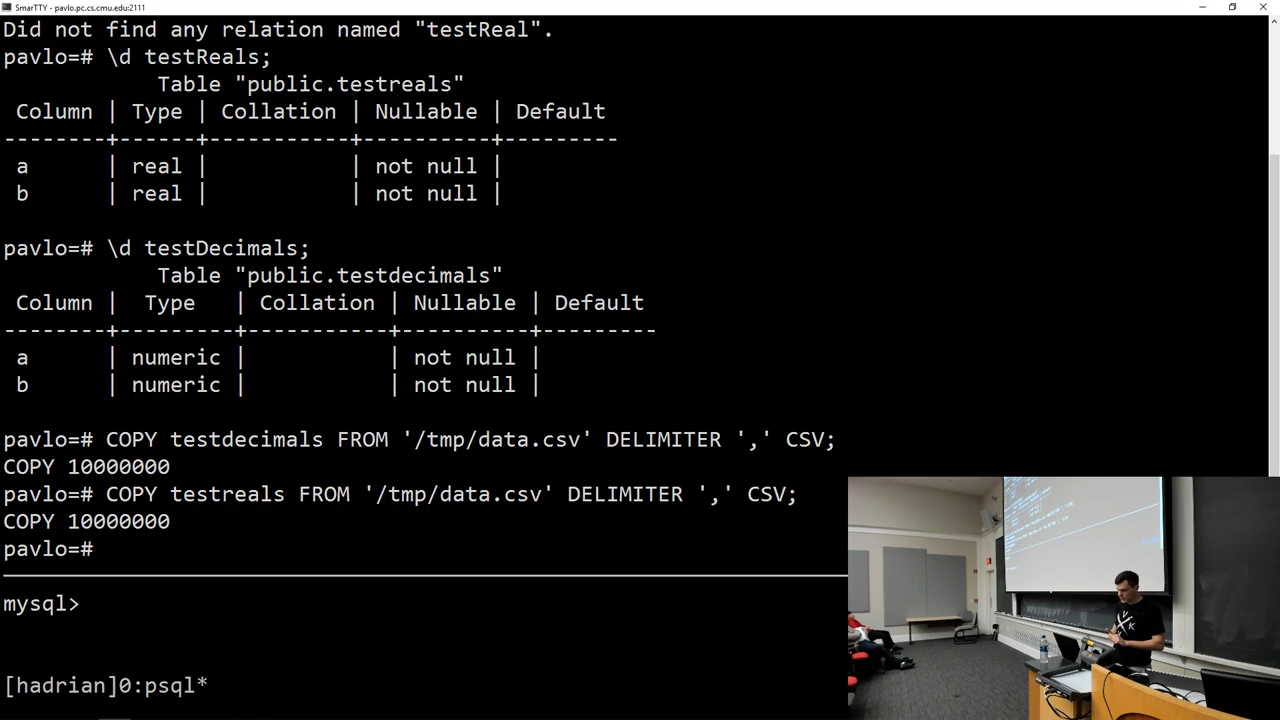 SmarTTY - pavlo.pc.cs.cmu.edu:2111
Did not find any relation named "testReal".
pavlo=# \d testReals;
Table "public.testreals"
Column | Type | Collation | Nullable | Default
--------+------+-----------+----------+---------
a | real | | not null |
b | real | | not null |
pavlo=# \d testDecimals;
Table "public.testdecimals"
Column | Type | Collation | Nullable | Default
--------+---------+-----------+----------+---------
a | numeric | | not null |
b | numeric | | not null |
pavlo=# COPY testdecimals FROM '/tmp/data.csv' DELIMITER ',' CSV;
COPY 10000000
pavlo=# COPY testreals FROM '/tmp/data.csv' DELIMITER ',' CSV;
COPY 10000000
pavlo=#
mysql>
[hadrian]0:psql*